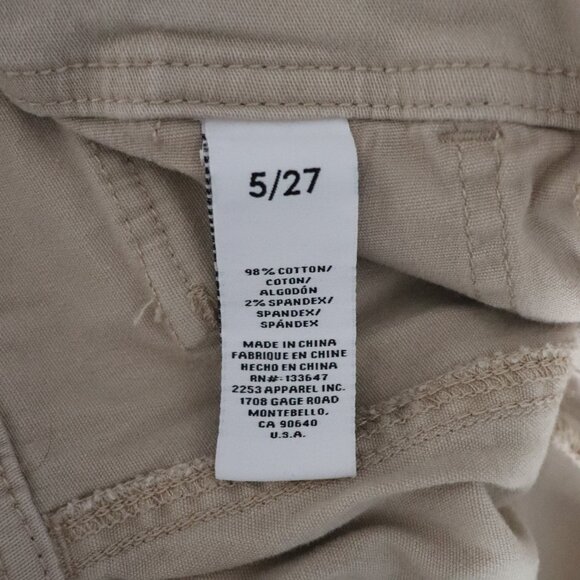 5/27
98% COTTON/
COTON/
ALGODÓN
2% SPANDEX/
SPANDEX/
SPÁNDEX
MADE IN CHINA
FABRIQUE EN CHINE
HECHO EN CHINA
RN#: 133647
2253 APPAREL INC.
1708 GAGE ROAD
MONTEBELLO,
CA 90640
U.S.A.